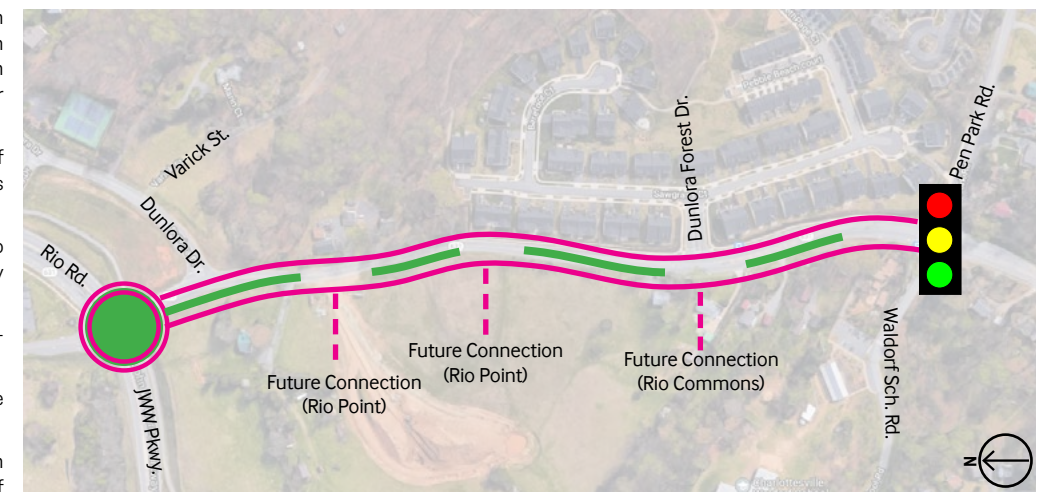 Varick St.
Dunlora Dr.
Rio Rd.
JWW Pkwy.
Dunlora Forest Dr.
Pen Park Rd.
Waldorf Sch. Rd.
Future Connection
(Rio Point)
Future Connection
(Rio Point)
Future Connection
(Rio Commons)
N